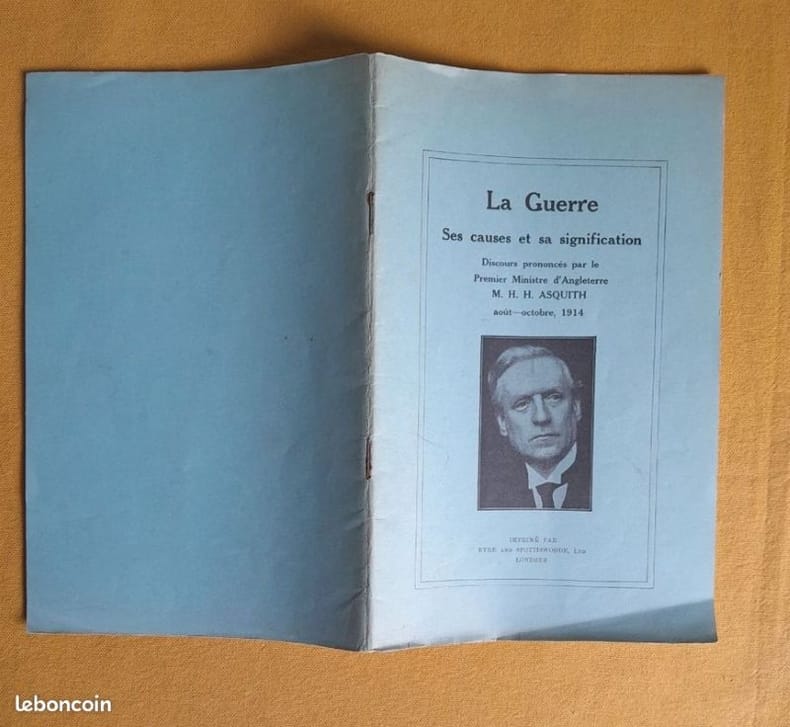 La Guerre
Ses causes et sa signification
Discours prononcés par le
Premier Ministre d'Angleterre
M. H. H. ASQUITH
août—octobre, 1914
IMPRIMÉ PAR
EYRE AND SPOTTISWOODE, LTD
LONDRES
leboncoin